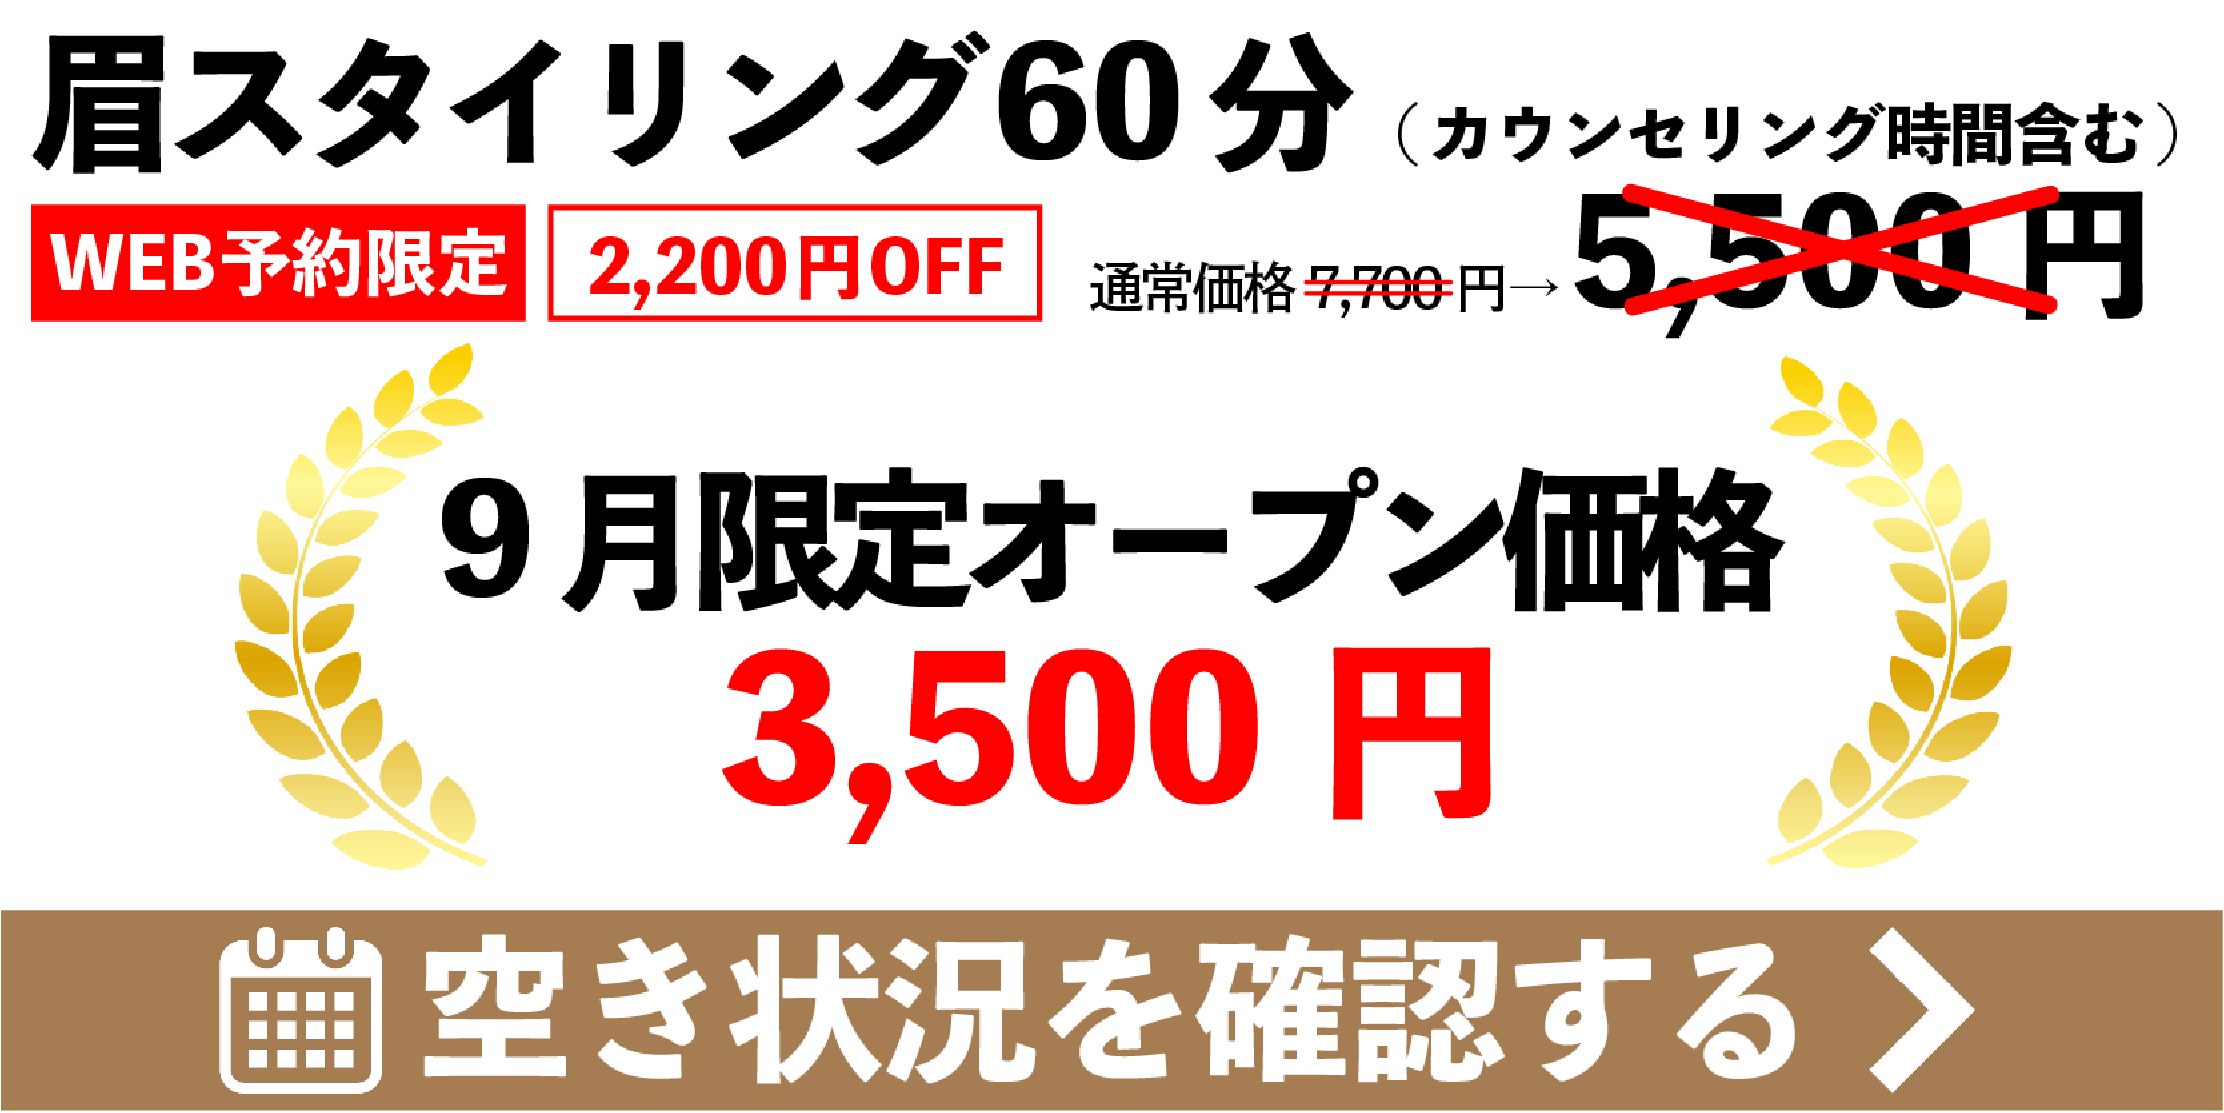 眉スタイリング60分（カウンセリング時間含む）
WEB予約限定 2,200円OFF 通常価格 7,700円→ 5,500円
9月限定オープン価格
3,500円
空き状況を確認する